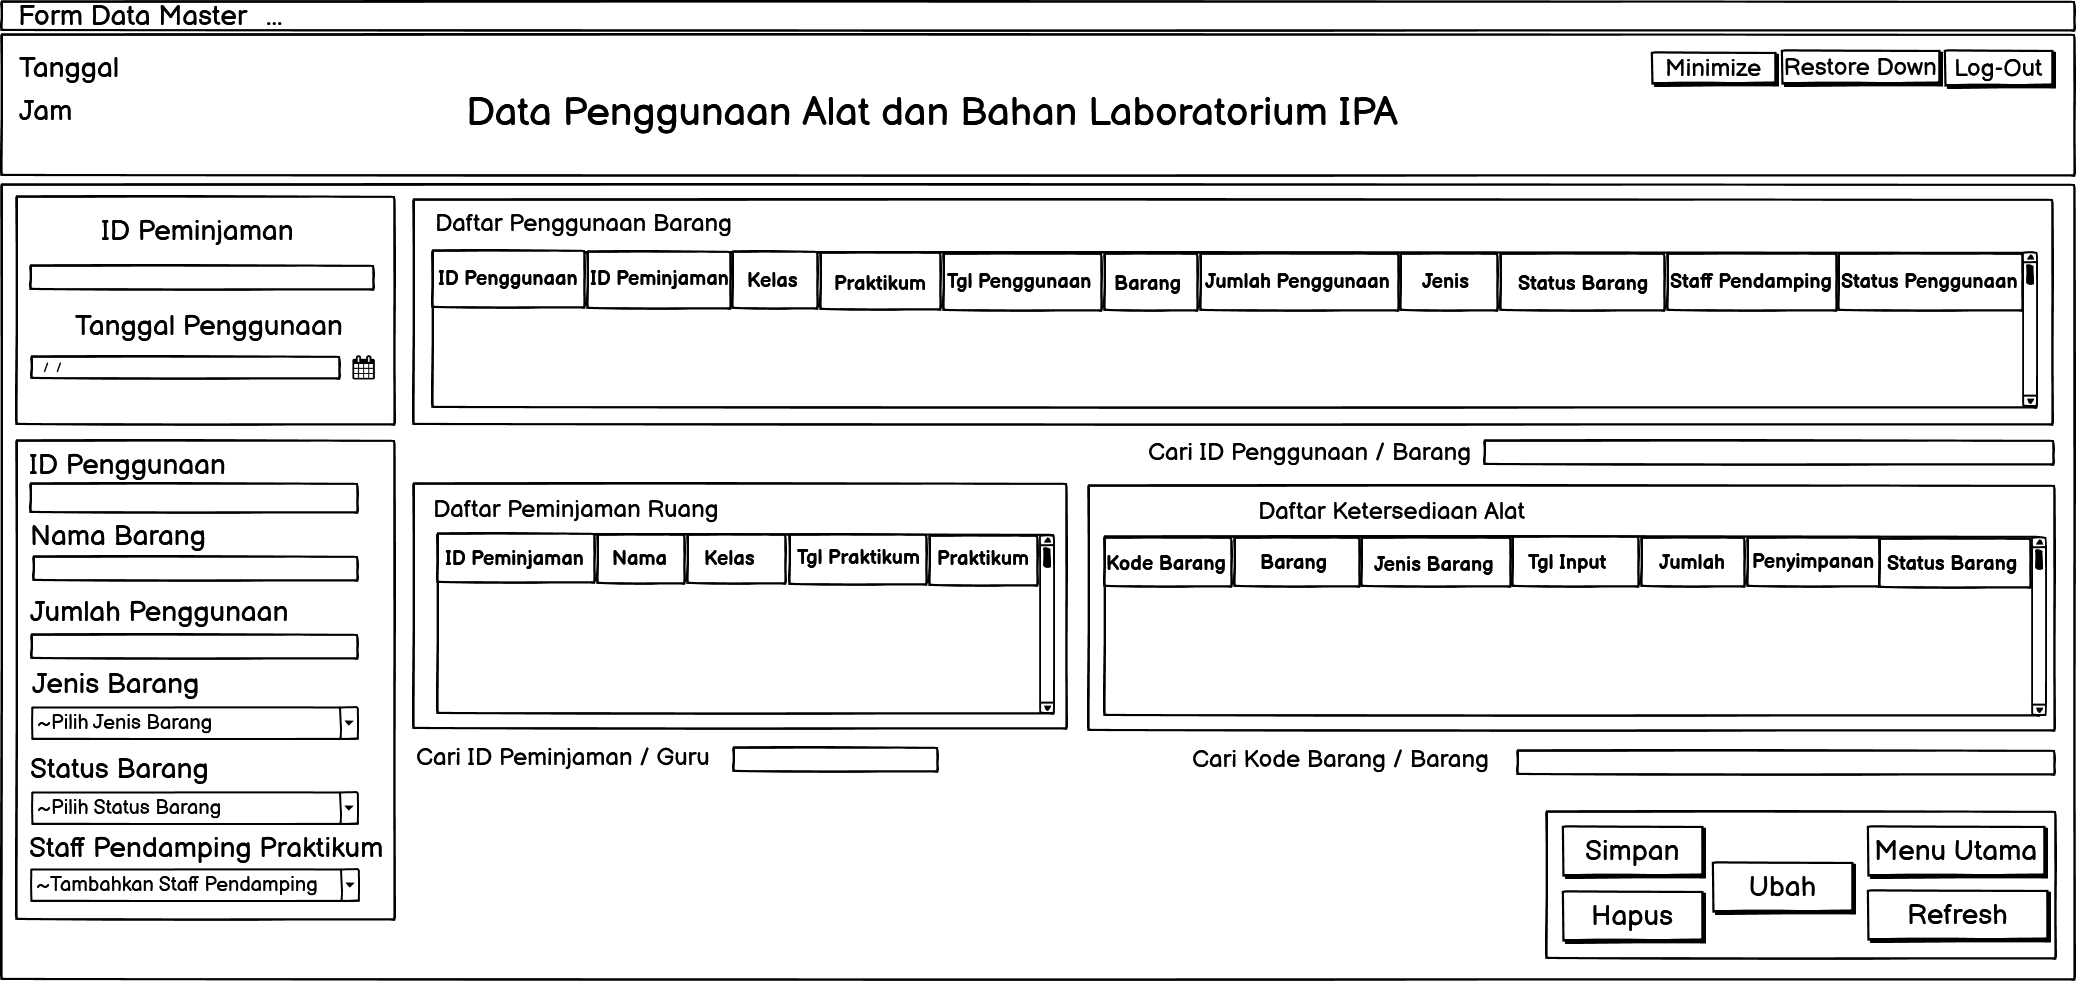 Form Data Master ...
Tanggal
Jam
Data Penggunaan Alat dan Bahan Laboratorium IPA
Minimize Restore Down Log-Out
ID Peminjaman
Tanggal Penggunaan
/ /
ID Penggunaan
Nama Barang
Jumlah Penggunaan
Jenis Barang
~Pilih Jenis Barang
Status Barang
~Pilih Status Barang
Staff Pendamping Praktikum
~Tambahkan Staff Pendamping
Daftar Penggunaan Barang
ID Penggunaan ID Peminjaman Kelas Praktikum Tgl Penggunaan Barang Jumlah Penggunaan Jenis Status Barang Staff Pendamping Status Penggunaan
Cari ID Penggunaan / Barang
Daftar Peminjaman Ruang
ID Peminjaman Nama Kelas Tgl Praktikum Praktikum
Cari ID Peminjaman / Guru
Daftar Ketersediaan Alat
Kode Barang Barang Jenis Barang Tgl Input Jumlah Penyimpanan Status Barang
Cari Kode Barang / Barang
Simpan
Hapus
Ubah
Menu Utama
Refresh